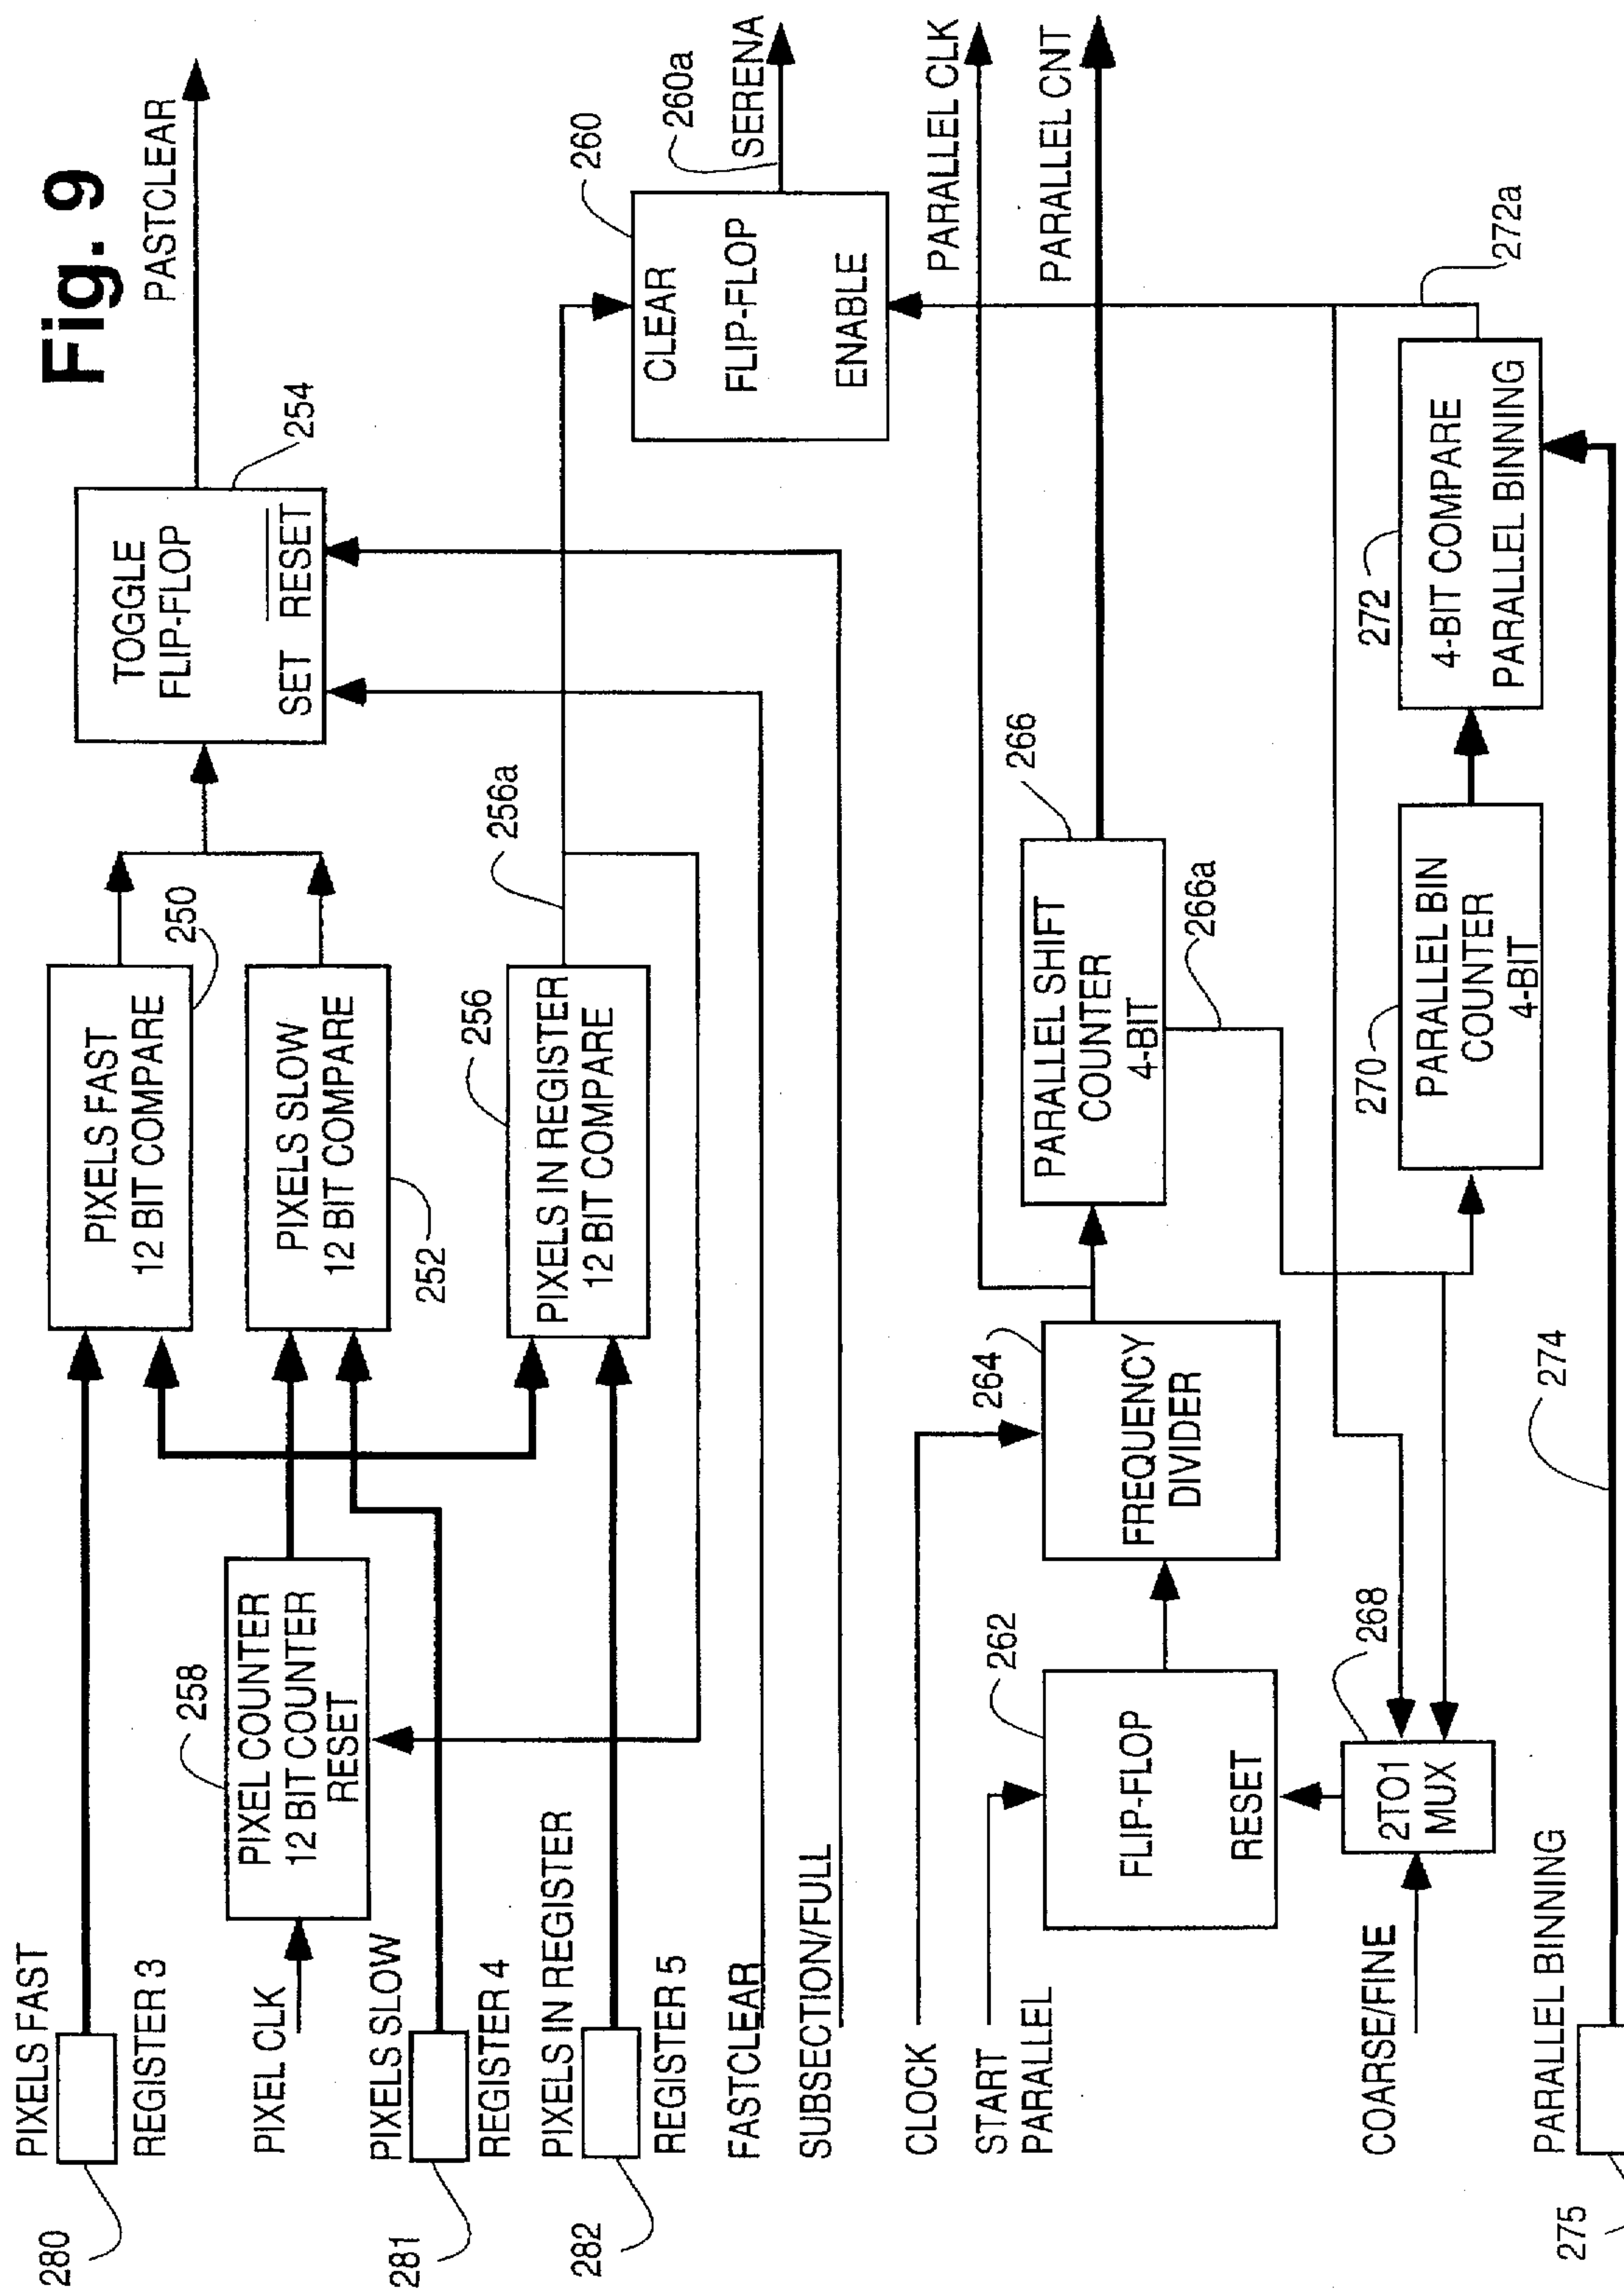 Fig. 9
PIXELS FAST
280
REGISTER 3
PIXEL CLK
PIXELS SLOW
281
REGISTER 4
PIXELS IN REGISTER
282
REGISTER 5
FASTCLEAR
SUBSECTION/FULL
258
PIXEL COUNTER
12 BIT COUNTER
RESET
PIXELS FAST
12 BIT COMPARE
250
PIXELS SLOW
12 BIT COMPARE
252
256
PIXELS IN REGISTER
12 BIT COMPARE
256a
TOGGLE
FLIP-FLOP
SET RESET
254
PASTCLEAR
260
CLEAR
FLIP-FLOP
ENABLE
260a
SERENA
CLOCK
START
PARALLEL
262
FLIP-FLOP
RESET
264
FREQUENCY
DIVIDER
266
PARALLEL SHIFT
COUNTER
4-BIT
266a
PARALLEL CLK
PARALLEL CNT
COARSE/FINE
268
2TO1
MUX
270
PARALLEL BIN
COUNTER
4-BIT
272
4-BIT COMPARE
PARALLEL BINNING
272a
PARALLEL BINNING
274
275